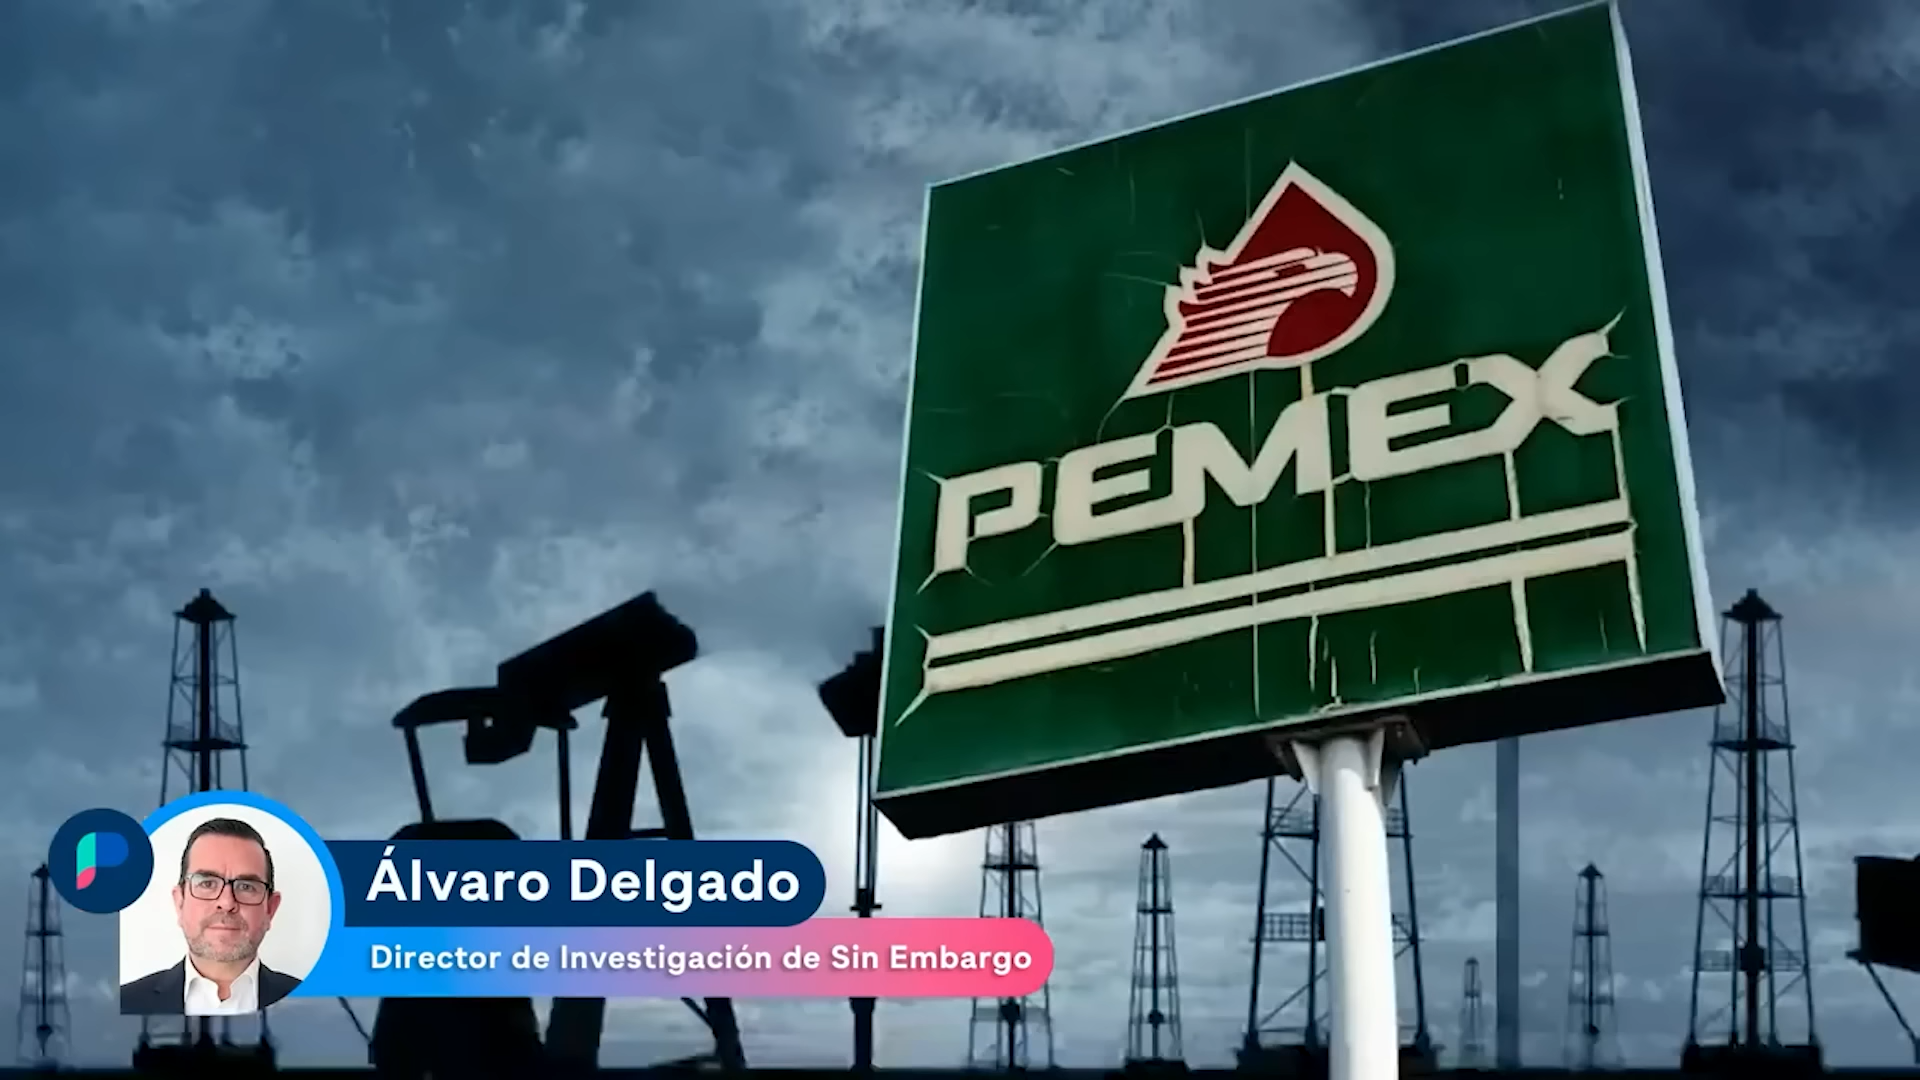 PEMEX
Álvaro Delgado
Director de Investigación de Sin Embargo